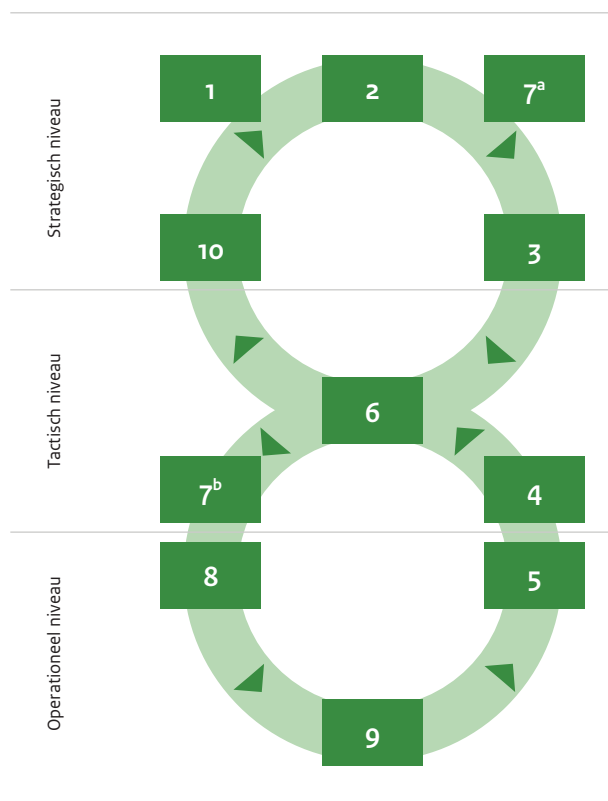 Strategisch niveau
1
2
7ª
10
3
Tactisch niveau
6
7ᵇ
4
Operationeel niveau
8
5
9